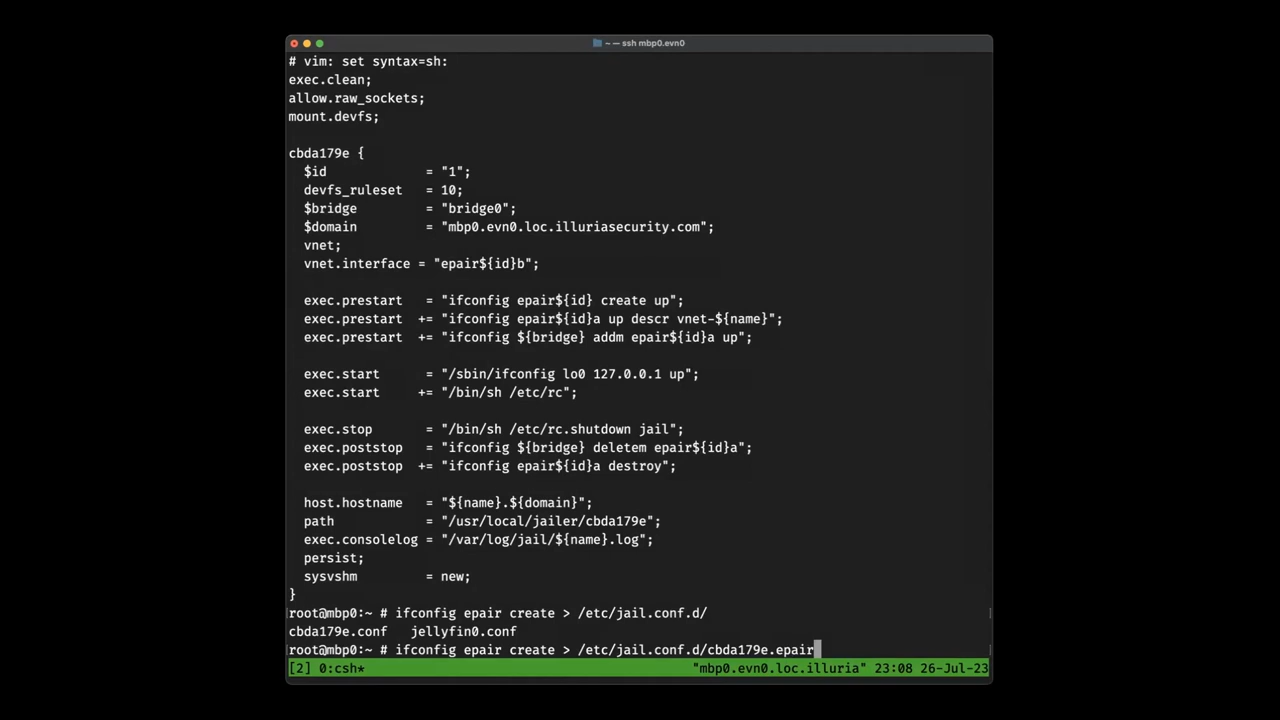 ~ — ssh mbp0.evn0
# vim: set syntax=sh:
exec.clean;
allow.raw_sockets;
mount.devfs;
cbda179e {
  $id             = "1";
  devfs_ruleset   = 10;
  $bridge         = "bridge0";
  $domain         = "mbp0.evn0.loc.illuriasecurity.com";
  vnet;
  vnet.interface = "epair${id}b";
  exec.prestart   = "ifconfig epair${id} create up";
  exec.prestart  += "ifconfig epair${id}a up descr vnet-${name}";
  exec.prestart  += "ifconfig ${bridge} addm epair${id}a up";
  exec.start      = "/sbin/ifconfig lo0 127.0.0.1 up";
  exec.start     += "/bin/sh /etc/rc";
  exec.stop       = "/bin/sh /etc/rc.shutdown jail";
  exec.poststop   = "ifconfig ${bridge} deletem epair${id}a";
  exec.poststop  += "ifconfig epair${id}a destroy";
  host.hostname   = "${name}.${domain}";
  path            = "/usr/local/jailer/cbda179e";
  exec.consolelog = "/var/log/jail/${name}.log";
  persist;
  sysvshm         = new;
}
root@mbp0:~ # ifconfig epair create > /etc/jail.conf.d/
cbda179e.conf   jellyfin0.conf
root@mbp0:~ # ifconfig epair create > /etc/jail.conf.d/cbda179e.epair
[2] 0:csh* "mbp0.evn0.loc.illuria" 23:08 26-Jul-23